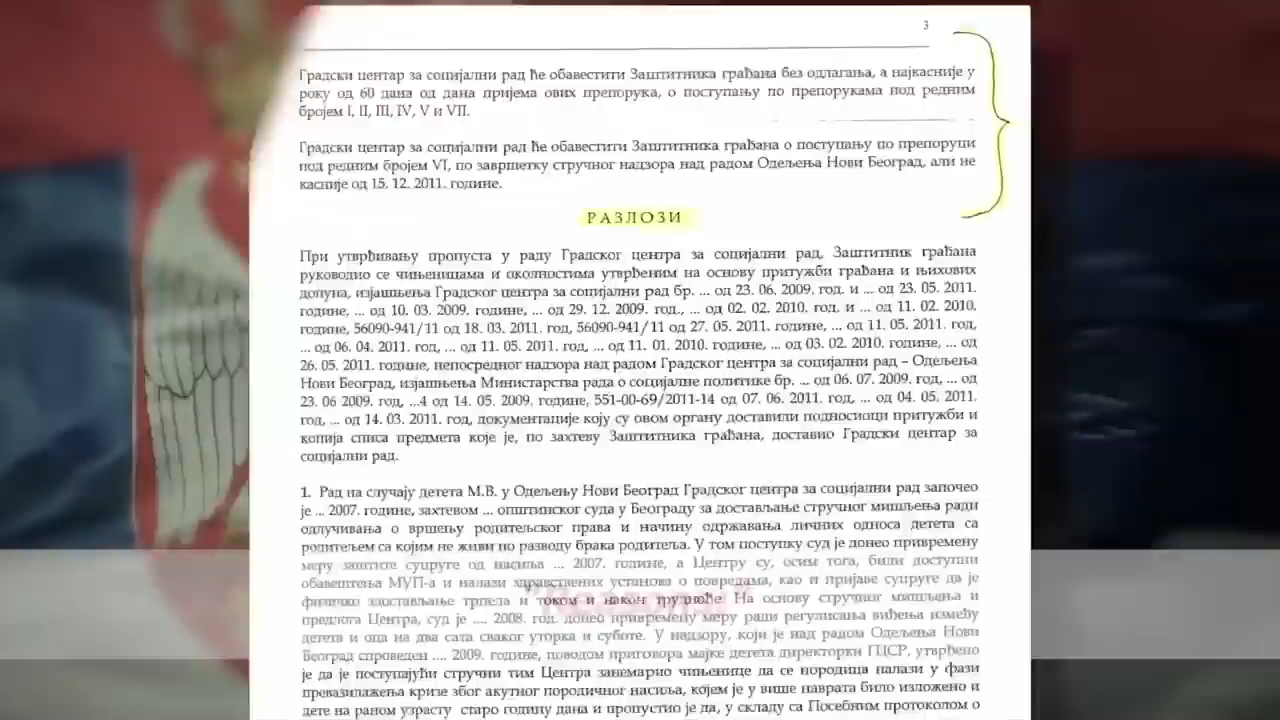 3
Градски центар за социјални рад ће обавестити Заштитника грађана без одлагања, а најкасније у
року од 60 дана од дана пријема ових препорука, о поступању по препорукама под редним
бројем I, II, III, IV, V и VII.
Градски центар за социјални рад ће обавестити Заштитника грађана о поступању по препоруци
под редним бројем VI, по завршетку стручног надзора над радом Одељења Нови Београд, али не
касније од 15. 12. 2011. године.
РАЗЛОЗИ
При утврђивању пропуста у раду Градског центра за социјални рад, Заштитник грађана
руководио се чињеницама и околностима утврђеним на основу притужби грађана и њихових
допуна, изјашњења Градског центра за социјални рад бр. ... од 23. 06. 2009. год. и ... од 23. 05. 2011.
године, ... од 10. 03. 2009. године, ... од 29. 12. 2009. год., ... од 02. 02. 2010. год. и ... од 11. 02. 2010.
године, 56090-941/11 од 18. 03. 2011. год, 56090-941/11 од 27. 05. 2011. године, ... од 11. 05. 2011. год,
... од 06. 04. 2011. год, ... од 11. 05. 2011. год, ... од 11. 01. 2010. године, ... од 03. 02. 2010. године, ... од
26. 05. 2011. године, непосредног надзора над радом Градског центра за социјални рад – Одељења
Нови Београд, изјашњења Министарства рада о социјалне политике бр. ... од 06. 07. 2009. год, ... од
23. 06 2009. год, ...4 од 14. 05. 2009. године, 551-00-69/2011-14 од 07. 06. 2011. год, ... од 04. 05. 2011.
год, ... од 14. 03. 2011. год, документације коју су овом органу доставили подносиоци притужби и
копија списа предмета које је, по захтеву Заштитника грађана, доставио Градски центар за
социјални рад.
1. Рад на случају детета М.В. у Одељењу Нови Београд Градског центра за социјални рад започео
је ... 2007. године, захтевом ... општинског суда у Београду за достављање стручног мишљења ради
одлучивања о вршењу родитељског права и начину одржавања личних односа детета са
родитељем са којим не живи по разводу брака родитеља. У том поступку суд је донео привремену
меру заштите супруге од насиља ... 2007. године, а Центру су, осим тога, били доступни
обавештења МУП-а и налази здравствених установа о повредама, као и пријаве супруге да је
физичко злостављање трпела и током и након трудноће На основу стручног мишљења и
предлога Центра, суд је .... 2008. год. донео привремену меру ради регулисања виђења између
детета и оца на два сата сваког уторка и суботе. У надзору, који је над радом Одељења Нови
Београд спроведен .... 2009. године, поводом приговора мајке детета директорки ГЦСР, утврђено
је да је поступајући стручни тим Центра занемарио чињенице да се породица налази у фази
превазилажења кризе због акутног породичног насиља, којем је у више наврата било изложено и
дете на раном узрасту старо годину дана и пропустио је да, у складу са Посебним протоколом о